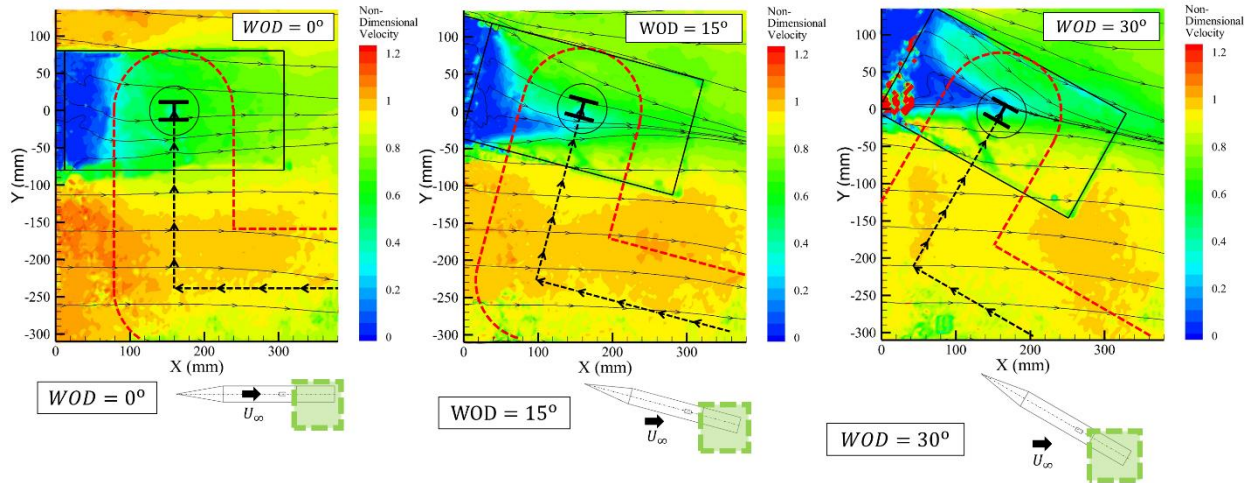 WOD = 0°
Non-
Dimensional
Velocity
1.2
1
0.8
0.6
0.4
0.2
0
100
50
0
-50
-100
-150
-200
-250
-300
Y (mm)
0
100
200
300
X (mm)
WOD = 15°
Non-
Dimensional
Velocity
1.2
1
0.8
0.6
0.4
0.2
0
100
50
0
-50
-100
-150
-200
-250
-300
Y (mm)
0
100
200
300
X (mm)
WOD = 30°
Non-
Dimensional
Velocity
1.2
1
0.8
0.6
0.4
0.2
0
100
50
0
-50
-100
-150
-200
-250
-300
Y (mm)
0
100
200
300
X (mm)
H
H
H
WOD = 0°
U∞
WOD = 15°
U∞
WOD = 30°
U∞